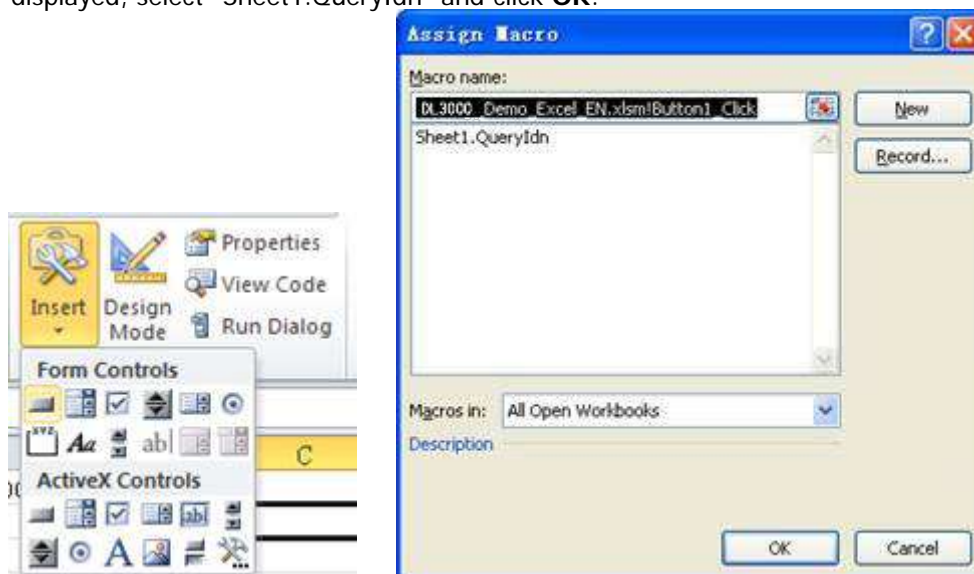 displayed, select "Sheet1.QueryIdn" and click OK.
Assign Macro
Macro name:
DL3000_Demo_Excel_EN.xlsm!Button1_Click
New
Sheet1.QueryIdn
Record...
Macros in: All Open Workbooks
Description
OK
Cancel
Insert
Design Mode
Properties
View Code
Run Dialog
Form Controls
XYZ
Aa
ab|
C
ActiveX Controls
abl
A